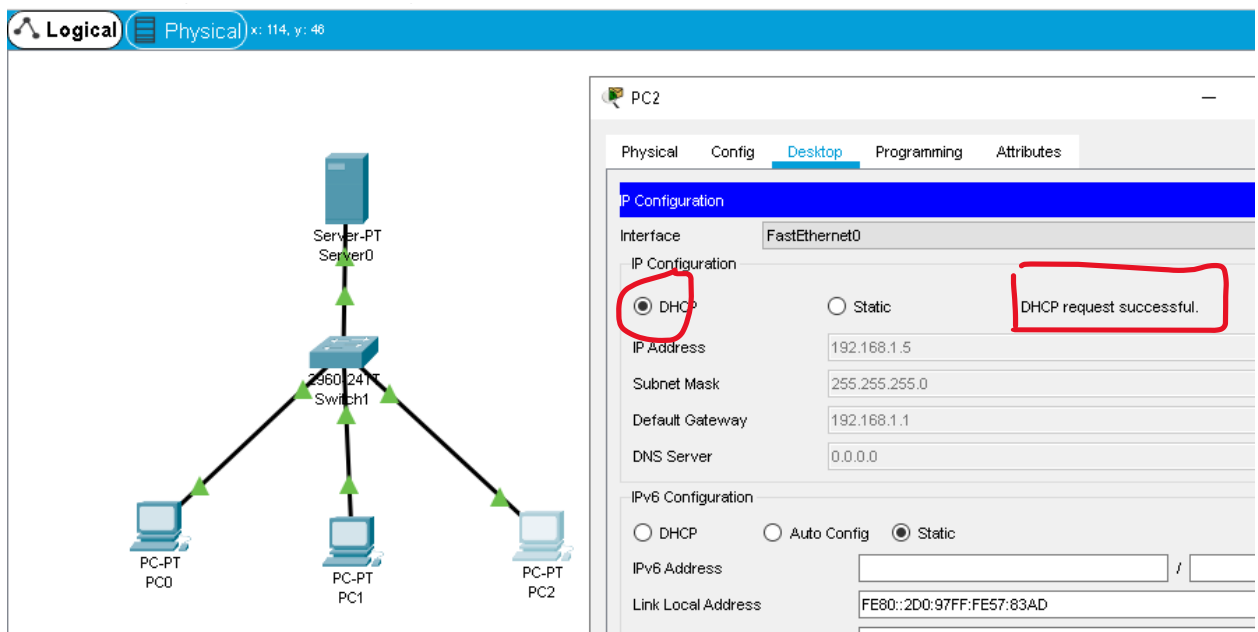 Logical Physical x: 114, y: 46
Server-PT
Server0
2960-24TT
Switch1
PC-PT
PC0
PC-PT
PC1
PC-PT
PC2
PC2
Physical Config Desktop Programming Attributes
IP Configuration
Interface FastEthernet0
IP Configuration
DHCP Static DHCP request successful.
IP Address 192.168.1.5
Subnet Mask 255.255.255.0
Default Gateway 192.168.1.1
DNS Server 0.0.0.0
IPv6 Configuration
DHCP Auto Config Static
IPv6 Address /
Link Local Address FE80::2D0:97FF:FE57:83AD